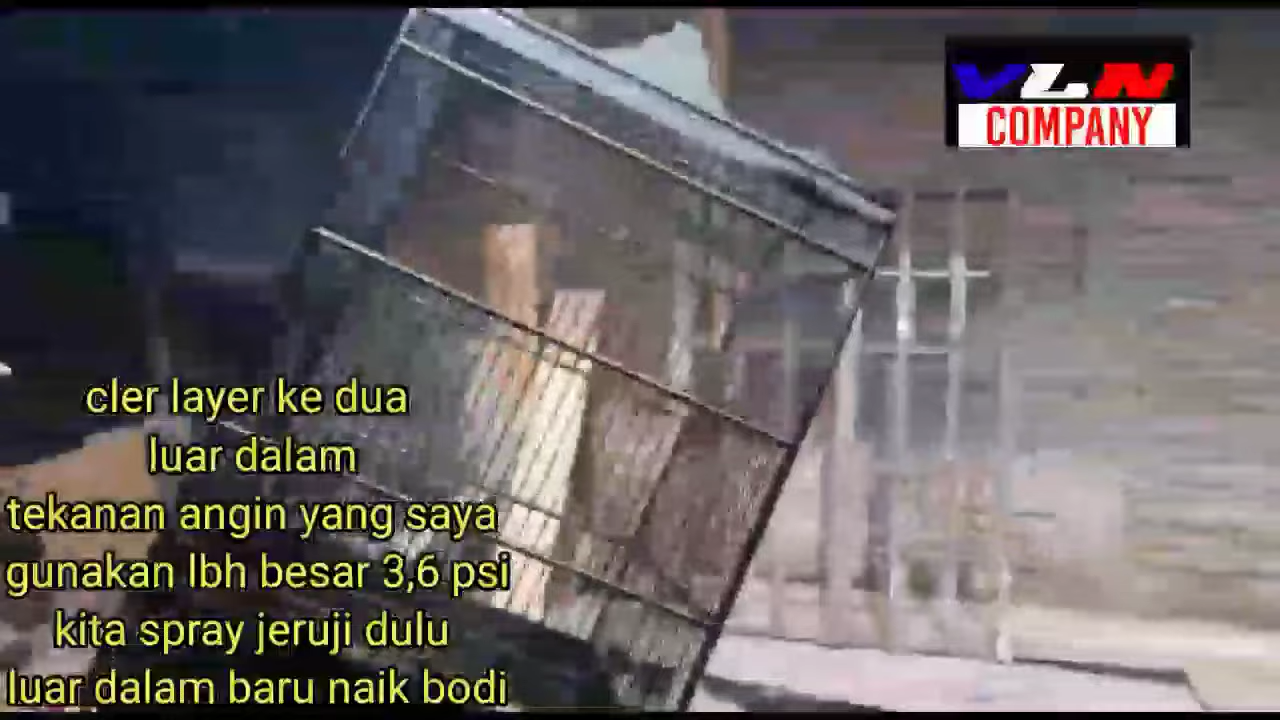 VLN
COMPANY
cler layer ke dua
luar dalam
tekanan angin yang saya
gunakan lbh besar 3,6 psi
kita spray jeruji dulu
luar dalam baru naik bodi